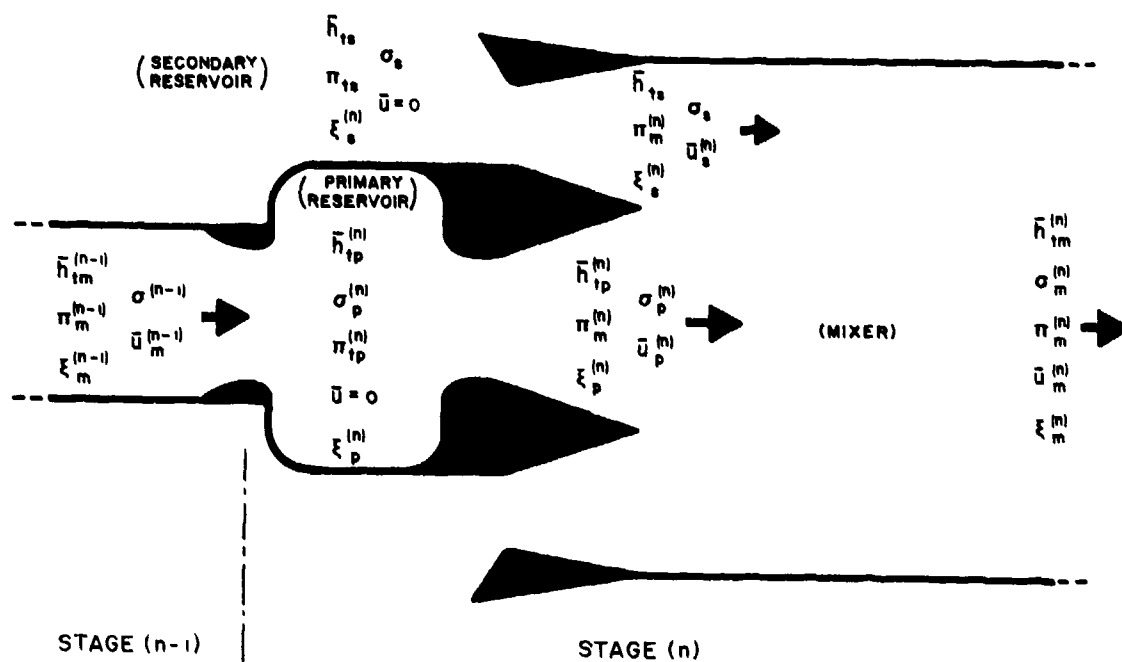 (SECONDARY RESERVOIR)
h̄ts
σs
πts
ū = 0
ξs(n)
h̄ts
σs
πm(n)
ūs(n)
ξs(n)
(PRIMARY RESERVOIR)
h̄tp(n)
σp(n)
πtp(n)
ū = 0
ξp(n)
h̄tm(n-1)
σ(n-1)
πm(n-1)
ūm(n-1)
ξm(n-1)
h̄tp(n)
σp(n)
πm(n)
ūp(n)
ξp(n)
(MIXER)
h̄tm(n)
σm(n)
πm(n)
ūm(n)
ξm(n)
STAGE (n-1)
STAGE (n)